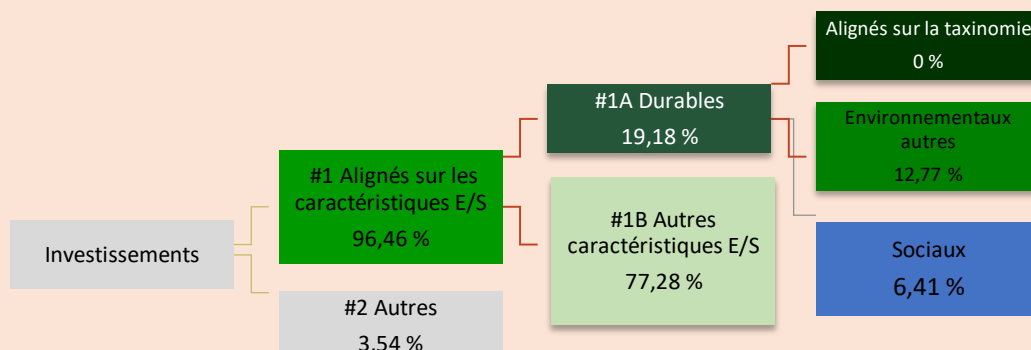 Investissements
#1 Alignés sur les
caractéristiques E/S
96,46 %
#2 Autres
3,54 %
#1A Durables
19,18 %
#1B Autres
caractéristiques E/S
77,28 %
Alignés sur la taxinomie
0 %
Environnementaux
autres
12,77 %
Sociaux
6,41 %